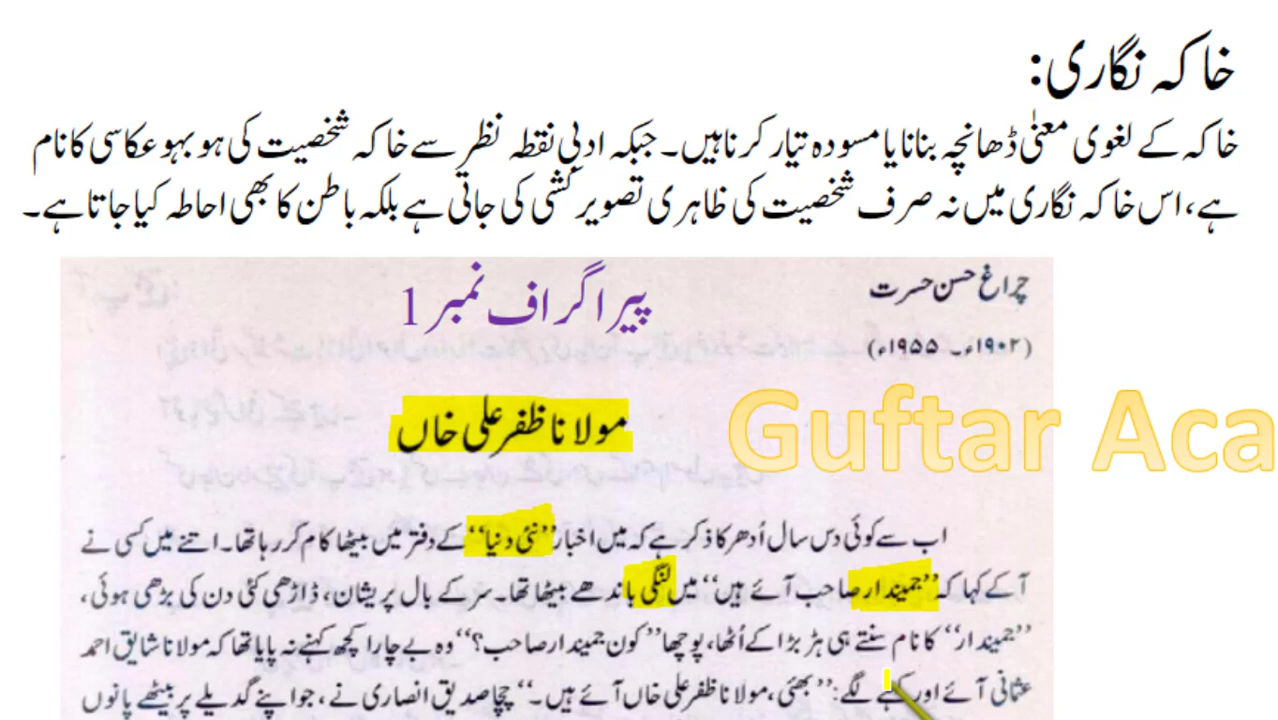 خاکہ نگاری:
خاکہ کے لغوی معنٰی ڈھانچہ بنانا یا مسودہ تیار کرنا ہیں۔ جبکہ ادبی نقطہ نظر سے خاکہ شخصیت کی ہو بہو عکاسی کا نام
ہے، اس خاکہ نگاری میں نہ صرف شخصیت کی ظاہری تصویر کشی کی جاتی ہے بلکہ باطن کا بھی احاطہ کیا جاتا ہے۔
چراغ حسن حسرت
پیراگراف نمبر 1
(۱۹۰۲ء۔ ۱۹۵۵ء)
مولانا ظفر علی خاں
Guftar Aca
اب سے کوئی دس سال اُدھر کا ذکر ہے کہ میں اخبار ”نئی دنیا“ کے دفتر میں بیٹھا کام کر رہا تھا۔ اتنے میں کسی نے
آ کے کہا کہ ”جمیندار صاحب آئے ہیں“ میں لنگی باندھے بیٹھا تھا۔ سر کے بال پریشان، ڈاڑھی کئی دن کی بڑھی ہوئی،
”جمیندار“ کا نام سنتے ہی ہڑبڑا کے اُٹھا، پوچھا ”کون جمیندار صاحب؟“ وہ بے چارا کچھ کہنے نہ پایا تھا کہ مولانا شایق احمد
عثمانی آئے اور کہنے لگے: ”بھئی، مولانا ظفر علی خاں آئے ہیں۔“ چچا صدیق انصاری نے، جو اپنے گدیلے پر بیٹھے پانوں